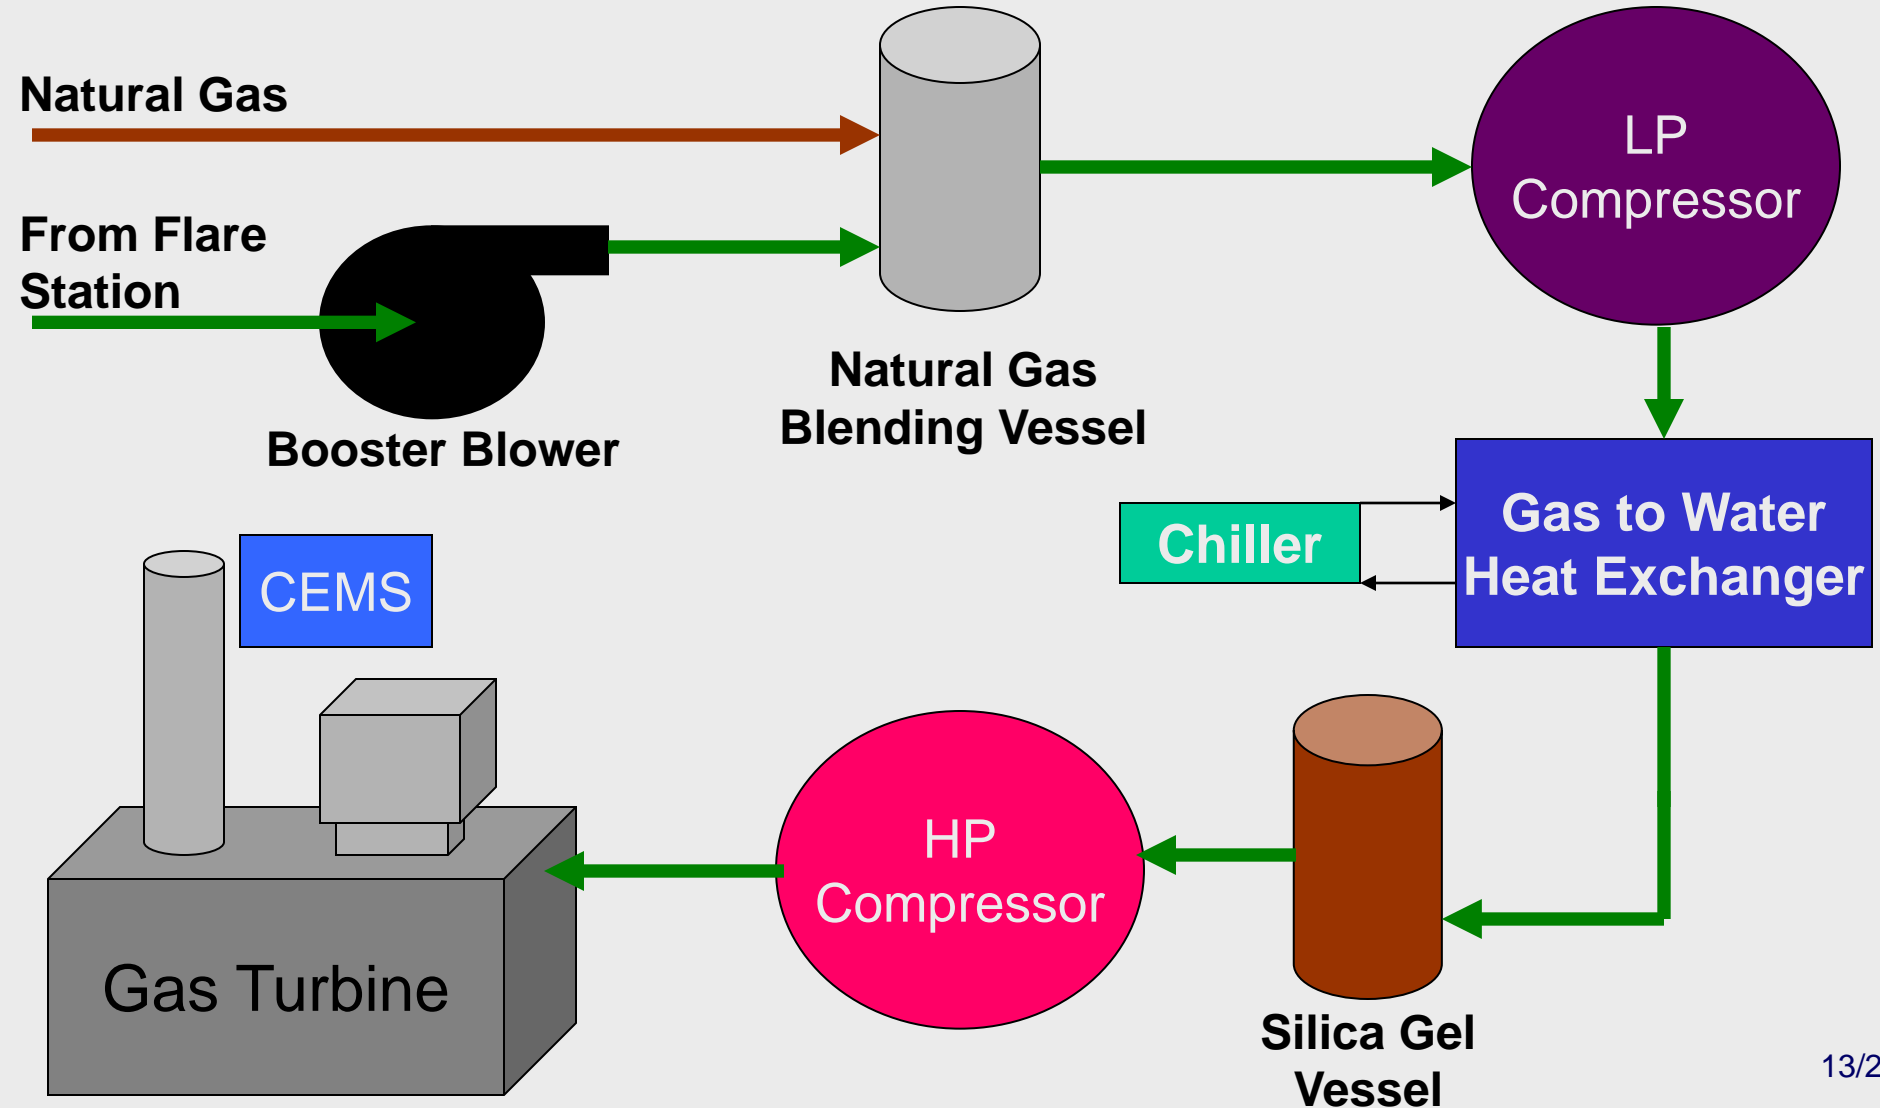 Natural Gas
From Flare
Station
Booster Blower
Natural Gas
Blending Vessel
LP
Compressor
Chiller
Gas to Water
Heat Exchanger
CEMS
Gas Turbine
HP
Compressor
Silica Gel
Vessel
13/2